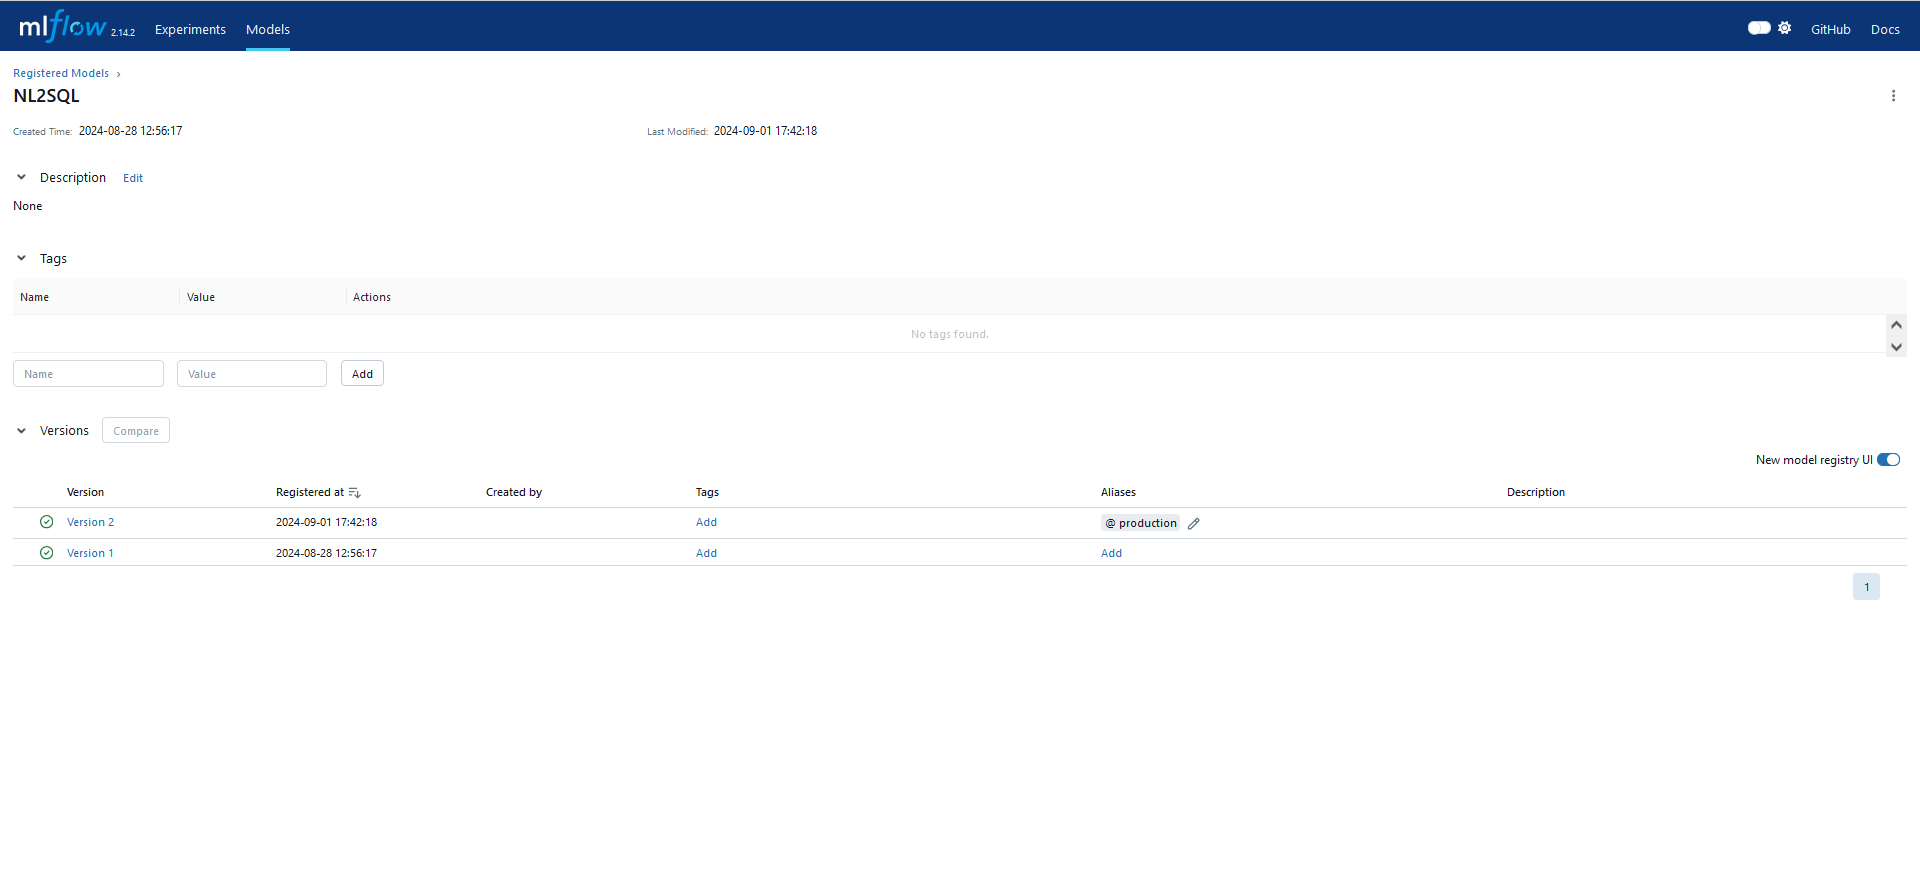 mlflow 2.14.2 Experiments Models GitHub Docs
Registered Models ›
NL2SQL
Created Time: 2024-08-28 12:56:17 Last Modified: 2024-09-01 17:42:18
Description Edit
None
Tags
Name Value Actions
No tags found.
Name Value Add
Versions Compare
New model registry UI
Version Registered at Created by Tags Aliases Description
Version 2 2024-09-01 17:42:18 Add @ production
Version 1 2024-08-28 12:56:17 Add Add
1